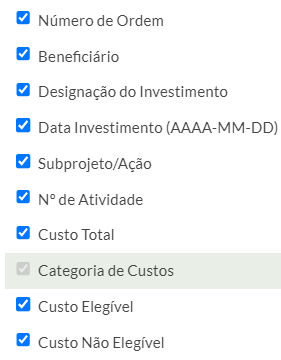 Número de Ordem
Beneficiário
Designação do Investimento
Data Investimento (AAAA-MM-DD)
Subprojeto/Ação
Nº de Atividade
Custo Total
Categoria de Custos
Custo Elegível
Custo Não Elegível